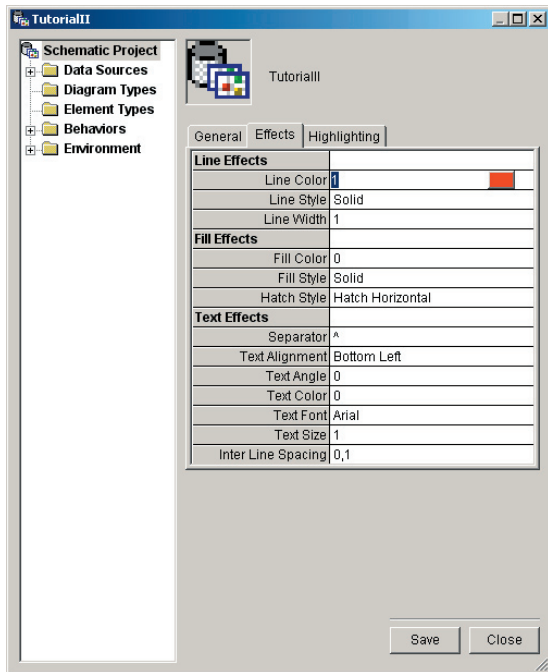 TutorialII
Schematic Project
Data Sources
Diagram Types
Element Types
Behaviors
Environment
TutorialII
General Effects Highlighting
Line Effects
Line Color 1
Line Style Solid
Line Width 1
Fill Effects
Fill Color 0
Fill Style Solid
Hatch Style Hatch Horizontal
Text Effects
Separator ^
Text Alignment Bottom Left
Text Angle 0
Text Color 0
Text Font Arial
Text Size 1
Inter Line Spacing 0,1
Save Close